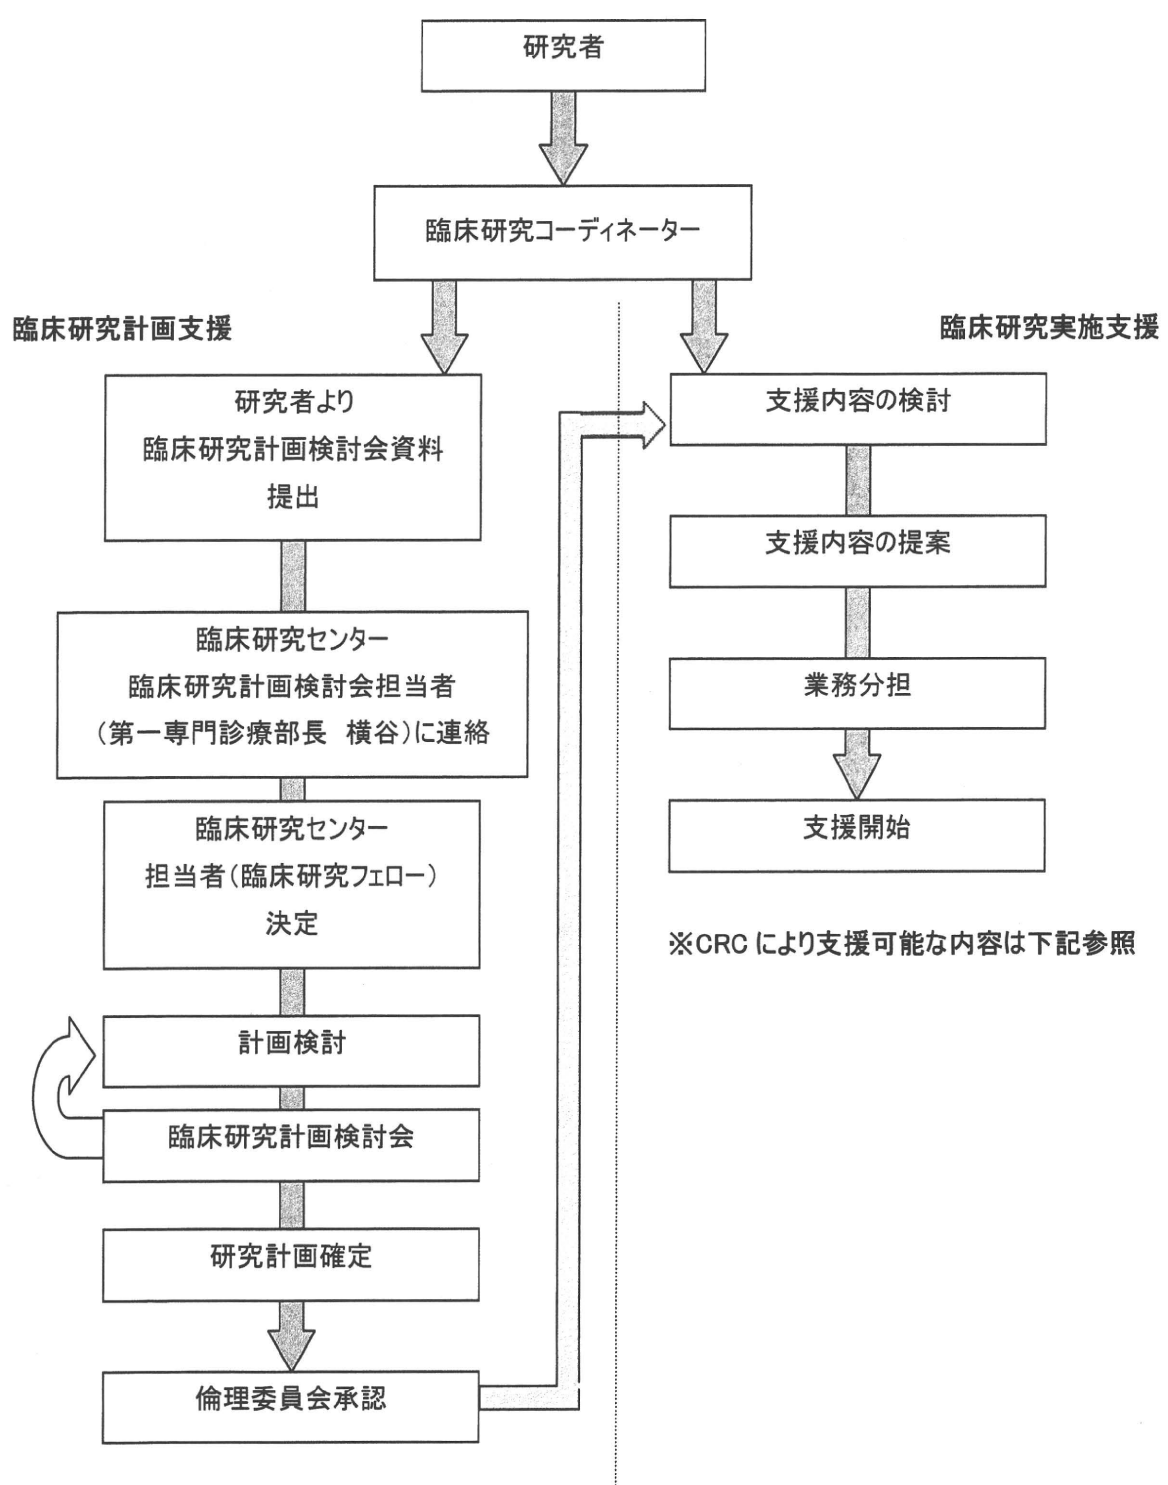 研究者
臨床研究コーディネーター
臨床研究計画支援
研究者より
臨床研究計画検討会資料
提出
臨床研究センター
臨床研究計画検討会担当者
(第一専門診療部長 横谷)に連絡
臨床研究センター
担当者(臨床研究フェロー)
決定
計画検討
臨床研究計画検討会
研究計画確定
倫理委員会承認
臨床研究実施支援
支援内容の検討
支援内容の提案
業務分担
支援開始
※CRC により支援可能な内容は下記参照